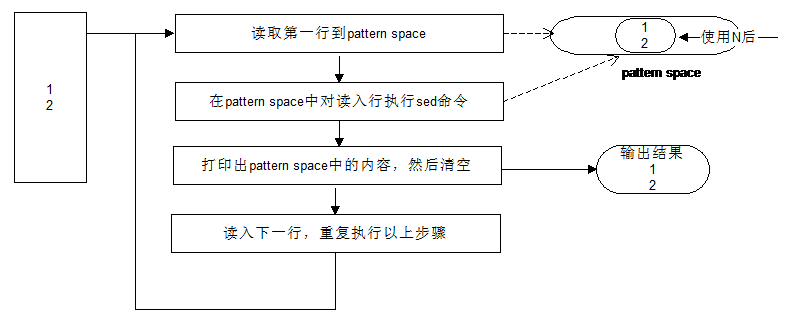 1
2
读取第一行到pattern space
1
2
使用N后
pattern space
在pattern space中对读入行执行sed命令
打印出pattern space中的内容，然后清空
输出结果
1
2
读入下一行，重复执行以上步骤